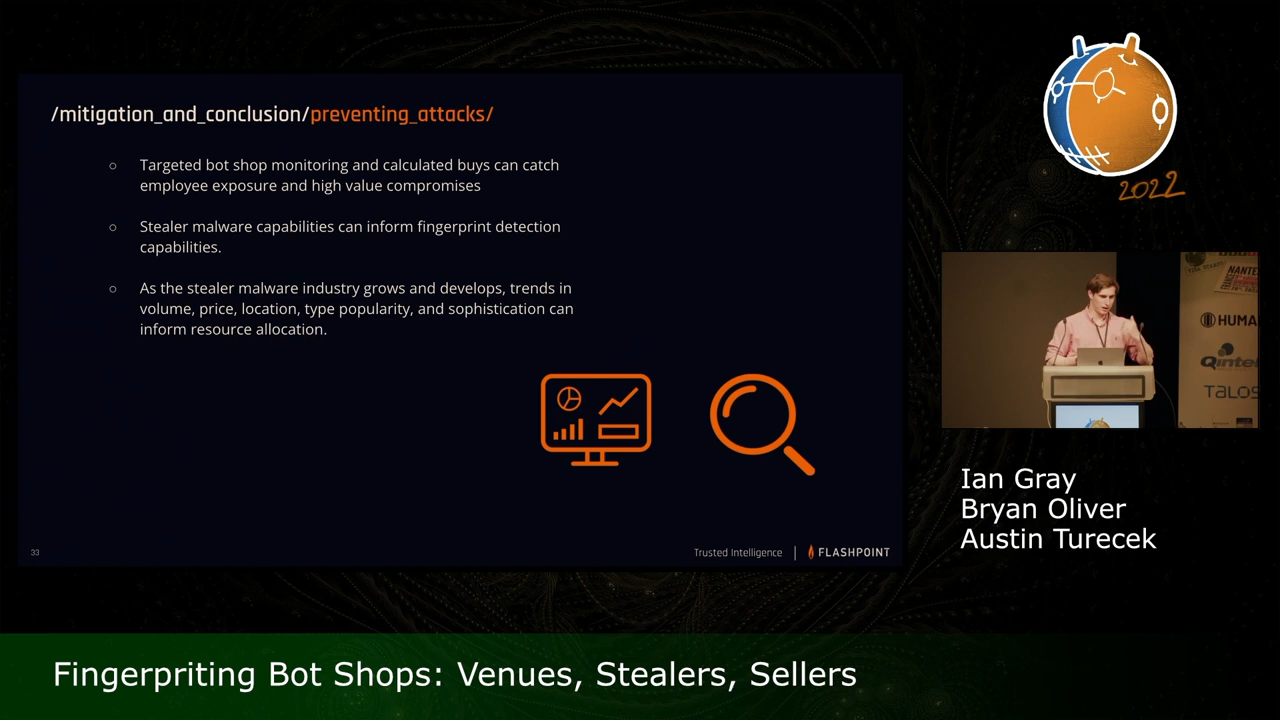 /mitigation_and_conclusion/preventing_attacks/
○ Targeted bot shop monitoring and calculated buys can catch
employee exposure and high value compromises
○ Stealer malware capabilities can inform fingerprint detection
capabilities.
○ As the stealer malware industry grows and develops, trends in
volume, price, location, type popularity, and sophistication can
inform resource allocation.
33
Trusted Intelligence | FLASHPOINT
2022
NANTES
HUMA
Qintel
TALOS
Ian Gray
Bryan Oliver
Austin Turecek
Fingerpriting Bot Shops: Venues, Stealers, Sellers